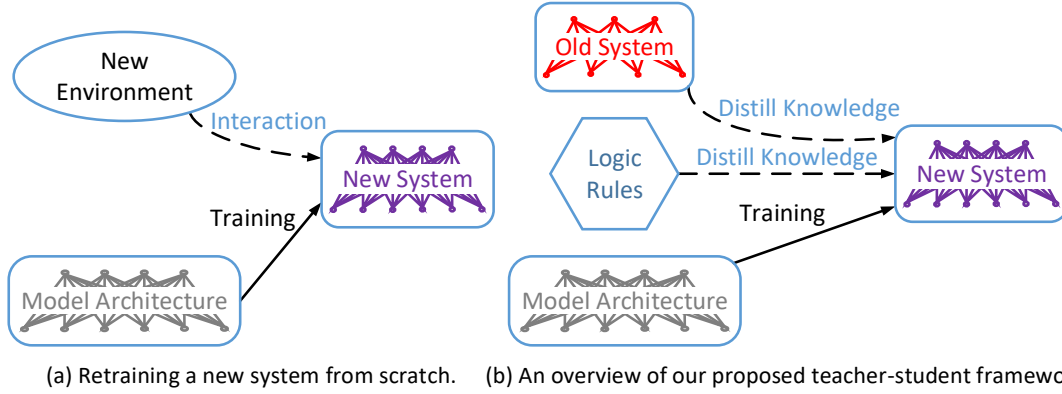 New
Environment
Interaction
New System
Training
Model Architecture
(a) Retraining a new system from scratch.
Old System
Distill Knowledge
Logic
Rules
Distill Knowledge
New System
Training
Model Architecture
(b) An overview of our proposed teacher-student